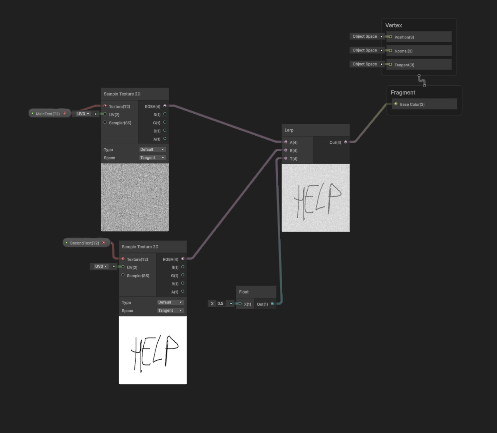 Vertex
Object Space
Position(3)
Object Space
Normal(3)
Object Space
Tangent(3)
Fragment
Base Color(3)
Sample Texture 2D
MainTex(T2)
UV0
Texture(T2)
UV(2)
Sampler(SS)
RGBA(4)
R(1)
G(1)
B(1)
A(1)
Type
Default
Space
Tangent
Lerp
A(4)
B(4)
T(4)
Out(4)
HELP
Sample Texture 2D
UV0
Texture(T2)
UV(2)
Sampler(SS)
RGBA(4)
R(1)
G(1)
B(1)
A(1)
Type
Default
Space
Tangent
HELP
Float
X 0.5
X(1)
Out(1)